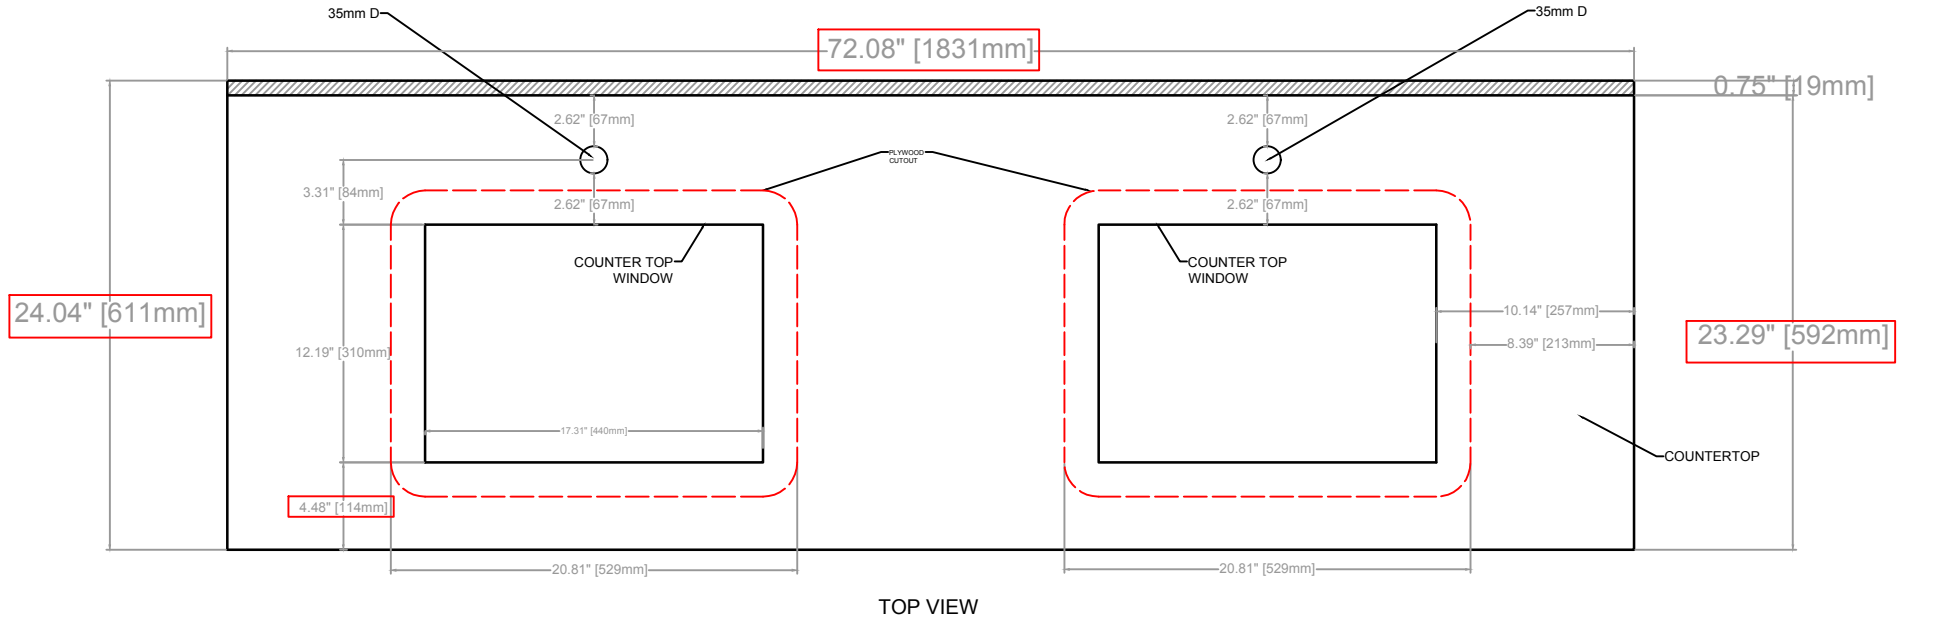 35mm D
35mm D
72.08" [1831mm]
0.75" [19mm]
2.62" [67mm]
2.62" [67mm]
PLYWOOD
CUTOUT
3.31" [84mm]
2.62" [67mm]
2.62" [67mm]
COUNTER TOP
WINDOW
COUNTER TOP
WINDOW
24.04" [611mm]
10.14" [257mm]
23.29" [592mm]
8.39" [213mm]
12.19" [310mm]
17.31" [440mm]
COUNTERTOP
4.48" [114mm]
20.81" [529mm]
20.81" [529mm]
TOP VIEW